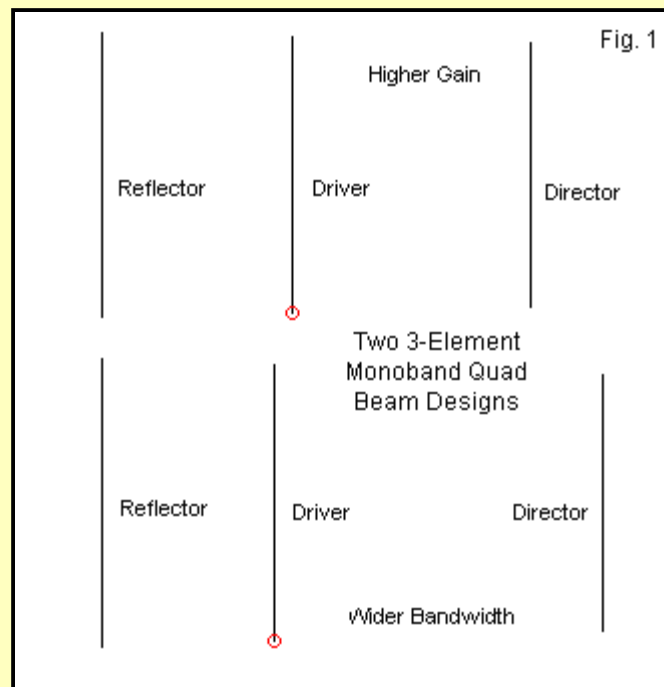 Fig. 1
Higher Gain
Reflector
Driver
Director
Two 3-Element
Monoband Quad
Beam Designs
Reflector
Driver
Director
Wider Bandwidth